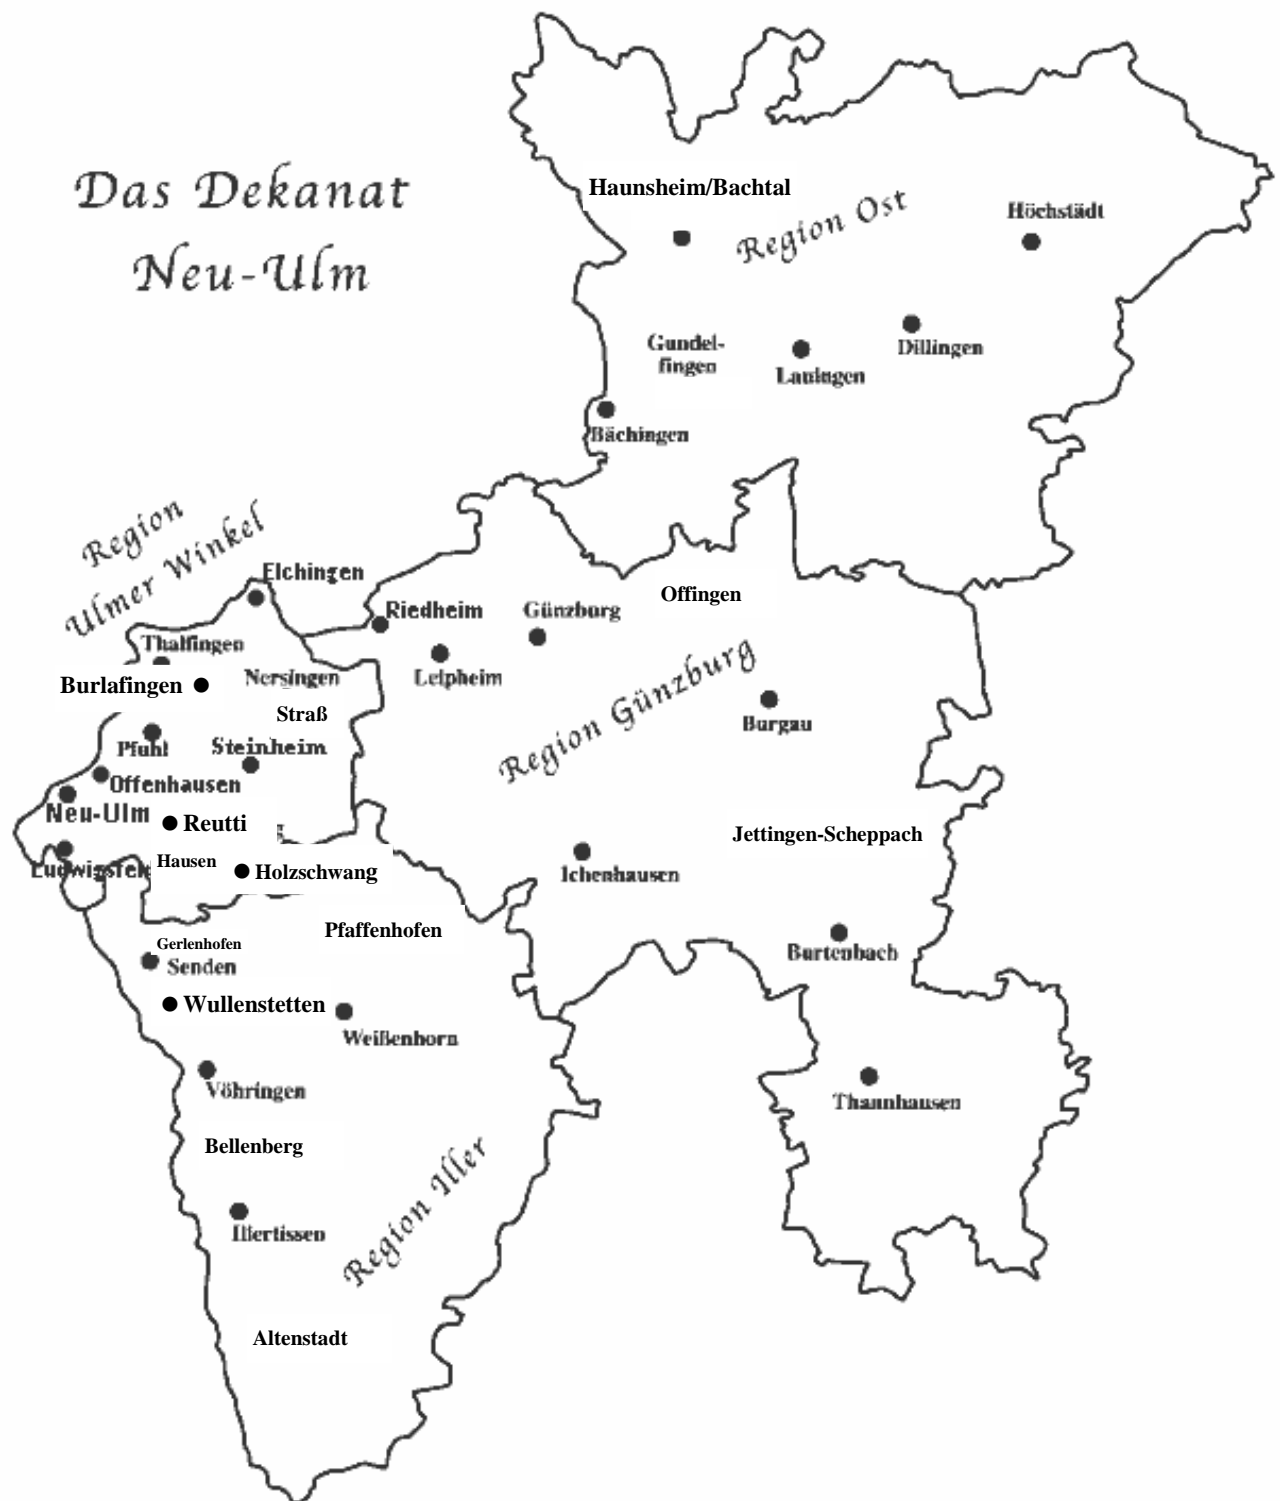 Das Dekanat
Neu-Ulm
Haunsheim/Bachtal
Region Ost
Höchstädt
Gundel-
fingen
Lauingen
Dillingen
Bächingen
Region
Ulmer Winkel
Elchingen
Riedheim
Günzburg
Offingen
Thalfingen
Nersingen
Leipheim
Burlafingen
Straß
Region Günzburg
Burgau
Pfuhl
Steinheim
Offenhausen
Neu-Ulm
Reutti
Jettingen-Scheppach
Ludwigsfeld
Hausen
Holzschwang
Ichenhausen
Pfaffenhofen
Gerlenhofen
Senden
Burtenbach
Wullenstetten
Weißenhorn
Vöhringen
Thannhausen
Bellenberg
Region Iller
Illertissen
Altenstadt